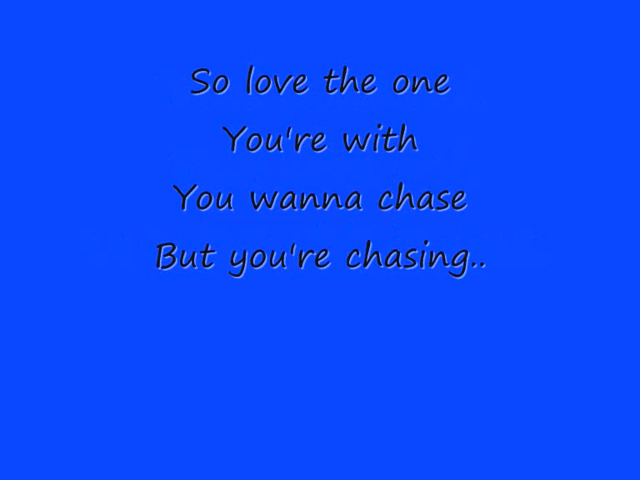 So love the one
You're with
You wanna chase
But you're chasing..